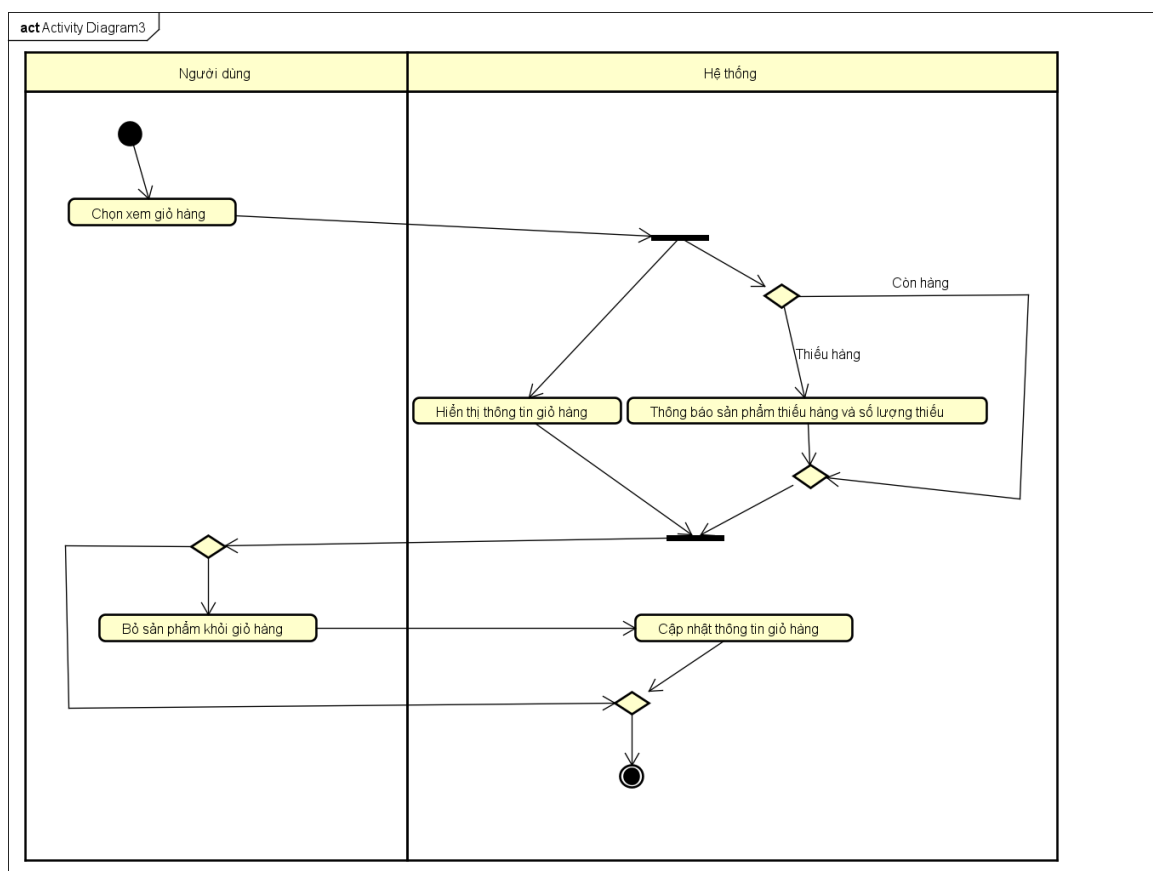 act Activity Diagram3
Người dùng
Hệ thống
Chọn xem giỏ hàng
Còn hàng
Thiếu hàng
Hiển thị thông tin giỏ hàng
Thông báo sản phẩm thiếu hàng và số lượng thiếu
Bỏ sản phẩm khỏi giỏ hàng
Cập nhật thông tin giỏ hàng